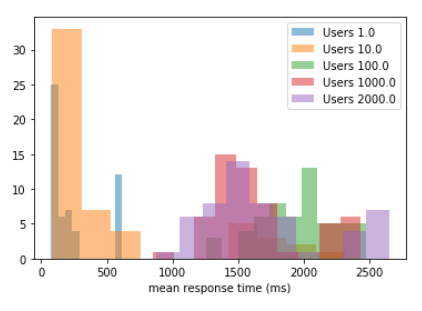 Users 1.0
Users 10.0
Users 100.0
Users 1000.0
Users 2000.0
30
25
20
15
10
5
0
0 500 1000 1500 2000 2500
mean response time (ms)